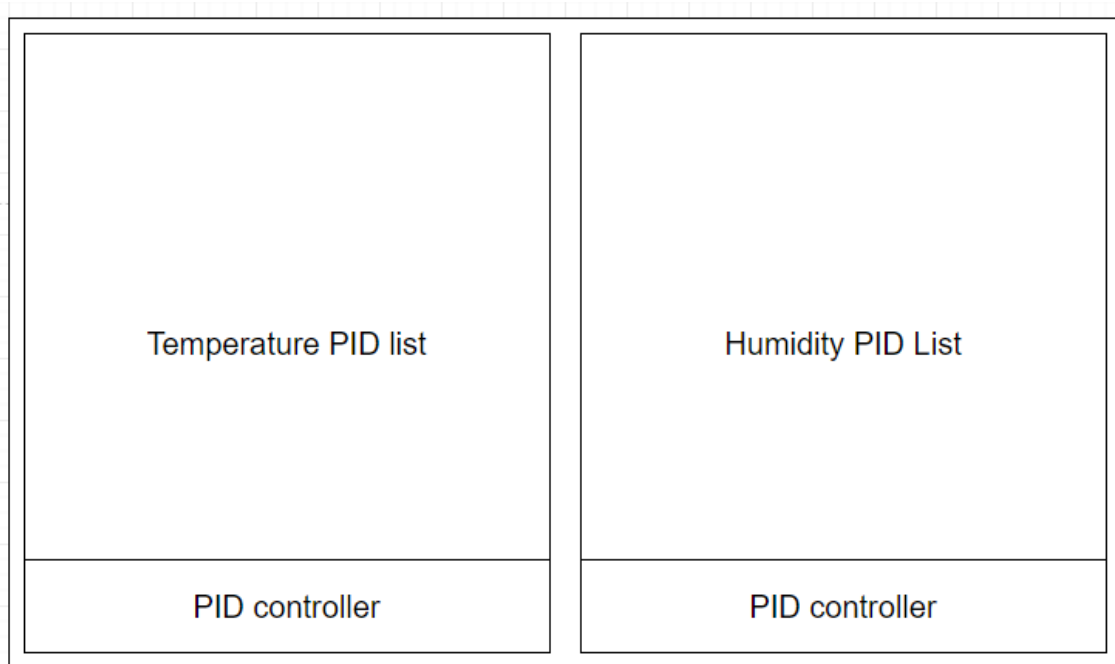 Temperature PID list
Humidity PID List
PID controller
PID controller